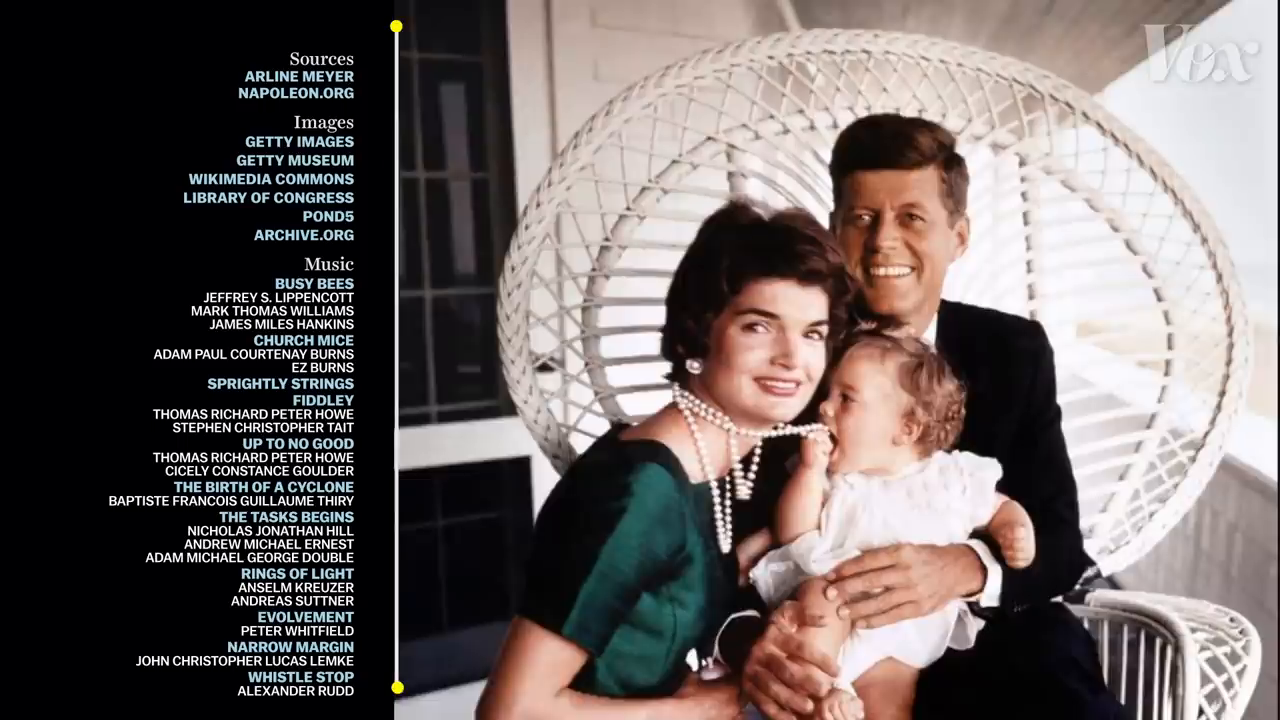 Sources
ARLINE MEYER
NAPOLEON.ORG
Images
GETTY IMAGES
GETTY MUSEUM
WIKIMEDIA COMMONS
LIBRARY OF CONGRESS
POND5
ARCHIVE.ORG
Music
BUSY BEES
JEFFREY S. LIPPENCOTT
MARK THOMAS WILLIAMS
JAMES MILES HANKINS
CHURCH MICE
ADAM PAUL COURTENAY BURNS
EZ BURNS
SPRIGHTLY STRINGS
FIDDLEY
THOMAS RICHARD PETER HOWE
STEPHEN CHRISTOPHER TAIT
UP TO NO GOOD
THOMAS RICHARD PETER HOWE
CICELY CONSTANCE GOULDER
THE BIRTH OF A CYCLONE
BAPTISTE FRANCOIS GUILLAUME THIRY
THE TASKS BEGINS
NICHOLAS JONATHAN HILL
ANDREW MICHAEL ERNEST
ADAM MICHAEL GEORGE DOUBLE
RINGS OF LIGHT
ANSELM KREUZER
ANDREAS SUTTNER
EVOLVEMENT
PETER WHITFIELD
NARROW MARGIN
JOHN CHRISTOPHER LUCAS LEMKE
WHISTLE STOP
ALEXANDER RUDD
Vox